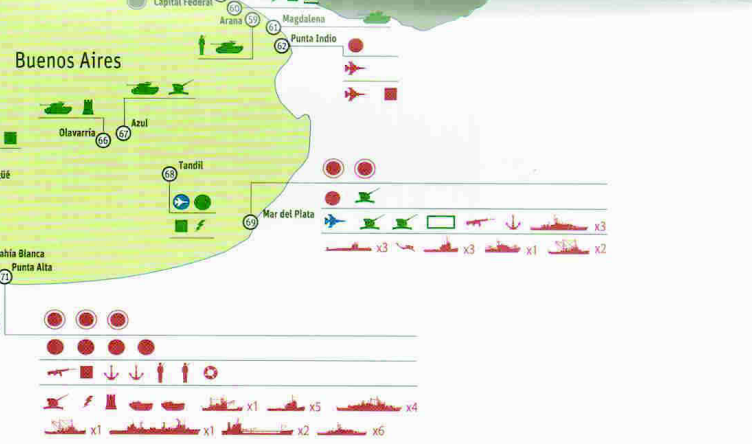 Capital Federal
60
Arana 59
Magdalena
61
Punta Indio
62
Buenos Aires
Azul
Olavarría 66
67
Tandil
68
üé
Mar del Plata
69
x3
x3 x3 x1 x2
ahía Blanca
Punta Alta
71
x1 x5 x4
x1 x1 x2 x6